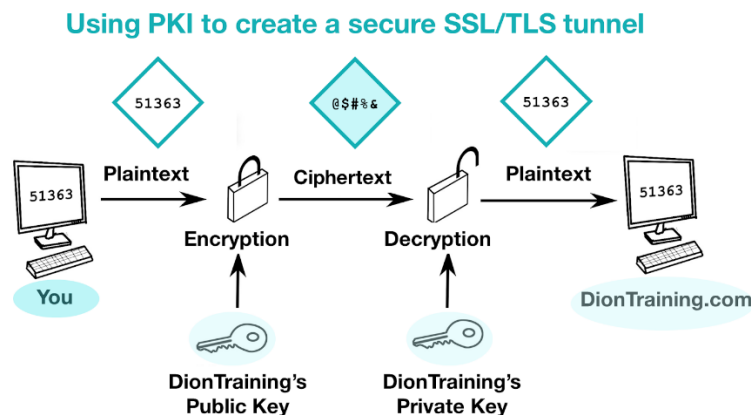 Using PKI to create a secure SSL/TLS tunnel
51363
@$#%&
51363
Plaintext
Ciphertext
Plaintext
51363
51363
Encryption
Decryption
You
DionTraining.com
DionTraining's
Public Key
DionTraining's
Private Key